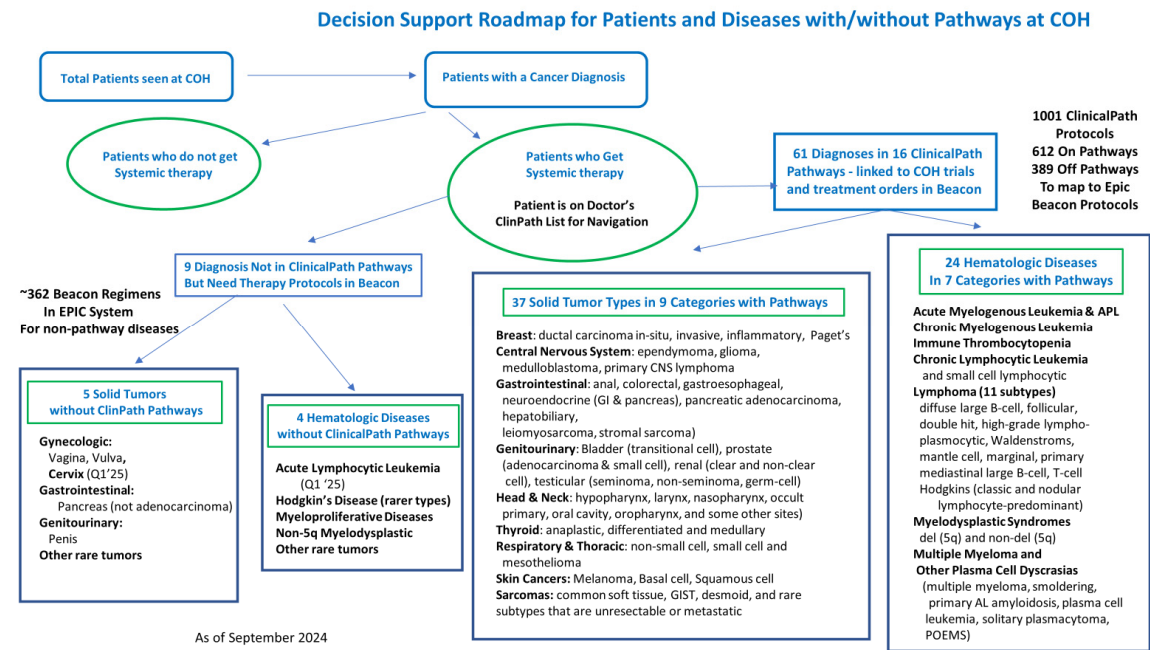 Decision Support Roadmap for Patients and Diseases with/without Pathways at COH
Total Patients seen at COH
Patients with a Cancer Diagnosis
Patients who do not get
Systemic therapy
Patients who Get
Systemic therapy
Patient is on Doctor's
ClinPath List for Navigation
61 Diagnoses in 16 ClinicalPath
Pathways - linked to COH trials
and treatment orders in Beacon
1001 ClinicalPath
Protocols
612 On Pathways
389 Off Pathways
To map to Epic
Beacon Protocols
9 Diagnosis Not in ClinicalPath Pathways
But Need Therapy Protocols in Beacon
~362 Beacon Regimens
In EPIC System
For non-pathway diseases
5 Solid Tumors
without ClinPath Pathways
Gynecologic:
Vagina, Vulva,
Cervix (Q1'25)
Gastrointestinal:
Pancreas (not adenocarcinoma)
Genitourinary:
Penis
Other rare tumors
4 Hematologic Diseases
without ClinicalPath Pathways
Acute Lymphocytic Leukemia
(Q1 '25)
Hodgkin's Disease (rarer types)
Myeloproliferative Diseases
Non-5q Myelodysplastic
Other rare tumors
37 Solid Tumor Types in 9 Categories with Pathways
Breast: ductal carcinoma in-situ, invasive, inflammatory, Paget's
Central Nervous System: ependymoma, glioma,
medulloblastoma, primary CNS lymphoma
Gastrointestinal: anal, colorectal, gastroesophageal,
neuroendocrine (GI & pancreas), pancreatic adenocarcinoma,
hepatobiliary,
leiomyosarcoma, stromal sarcoma)
Genitourinary: Bladder (transitional cell), prostate
(adenocarcinoma & small cell), renal (clear and non-clear
cell), testicular (seminoma, non-seminoma, germ-cell)
Head & Neck: hypopharynx, larynx, nasopharynx, occult
primary, oral cavity, oropharynx, and some other sites)
Thyroid: anaplastic, differentiated and medullary
Respiratory & Thoracic: non-small cell, small cell and
mesothelioma
Skin Cancers: Melanoma, Basal cell, Squamous cell
Sarcomas: common soft tissue, GIST, desmoid, and rare
subtypes that are unresectable or metastatic
24 Hematologic Diseases
In 7 Categories with Pathways
Acute Myelogenous Leukemia & APL
Chronic Myelogenous Leukemia
Immune Thrombocytopenia
Chronic Lymphocytic Leukemia
and small cell lymphocytic
Lymphoma (11 subtypes)
diffuse large B-cell, follicular,
double hit, high-grade lympho-
plasmocytic, Waldenstroms,
mantle cell, marginal, primary
mediastinal large B-cell, T-cell
Hodgkins (classic and nodular
lymphocyte-predominant)
Myelodysplastic Syndromes
del (5q) and non-del (5q)
Multiple Myeloma and
Other Plasma Cell Dyscrasias
(multiple myeloma, smoldering,
primary AL amyloidosis, plasma cell
leukemia, solitary plasmacytoma,
POEMS)
As of September 2024